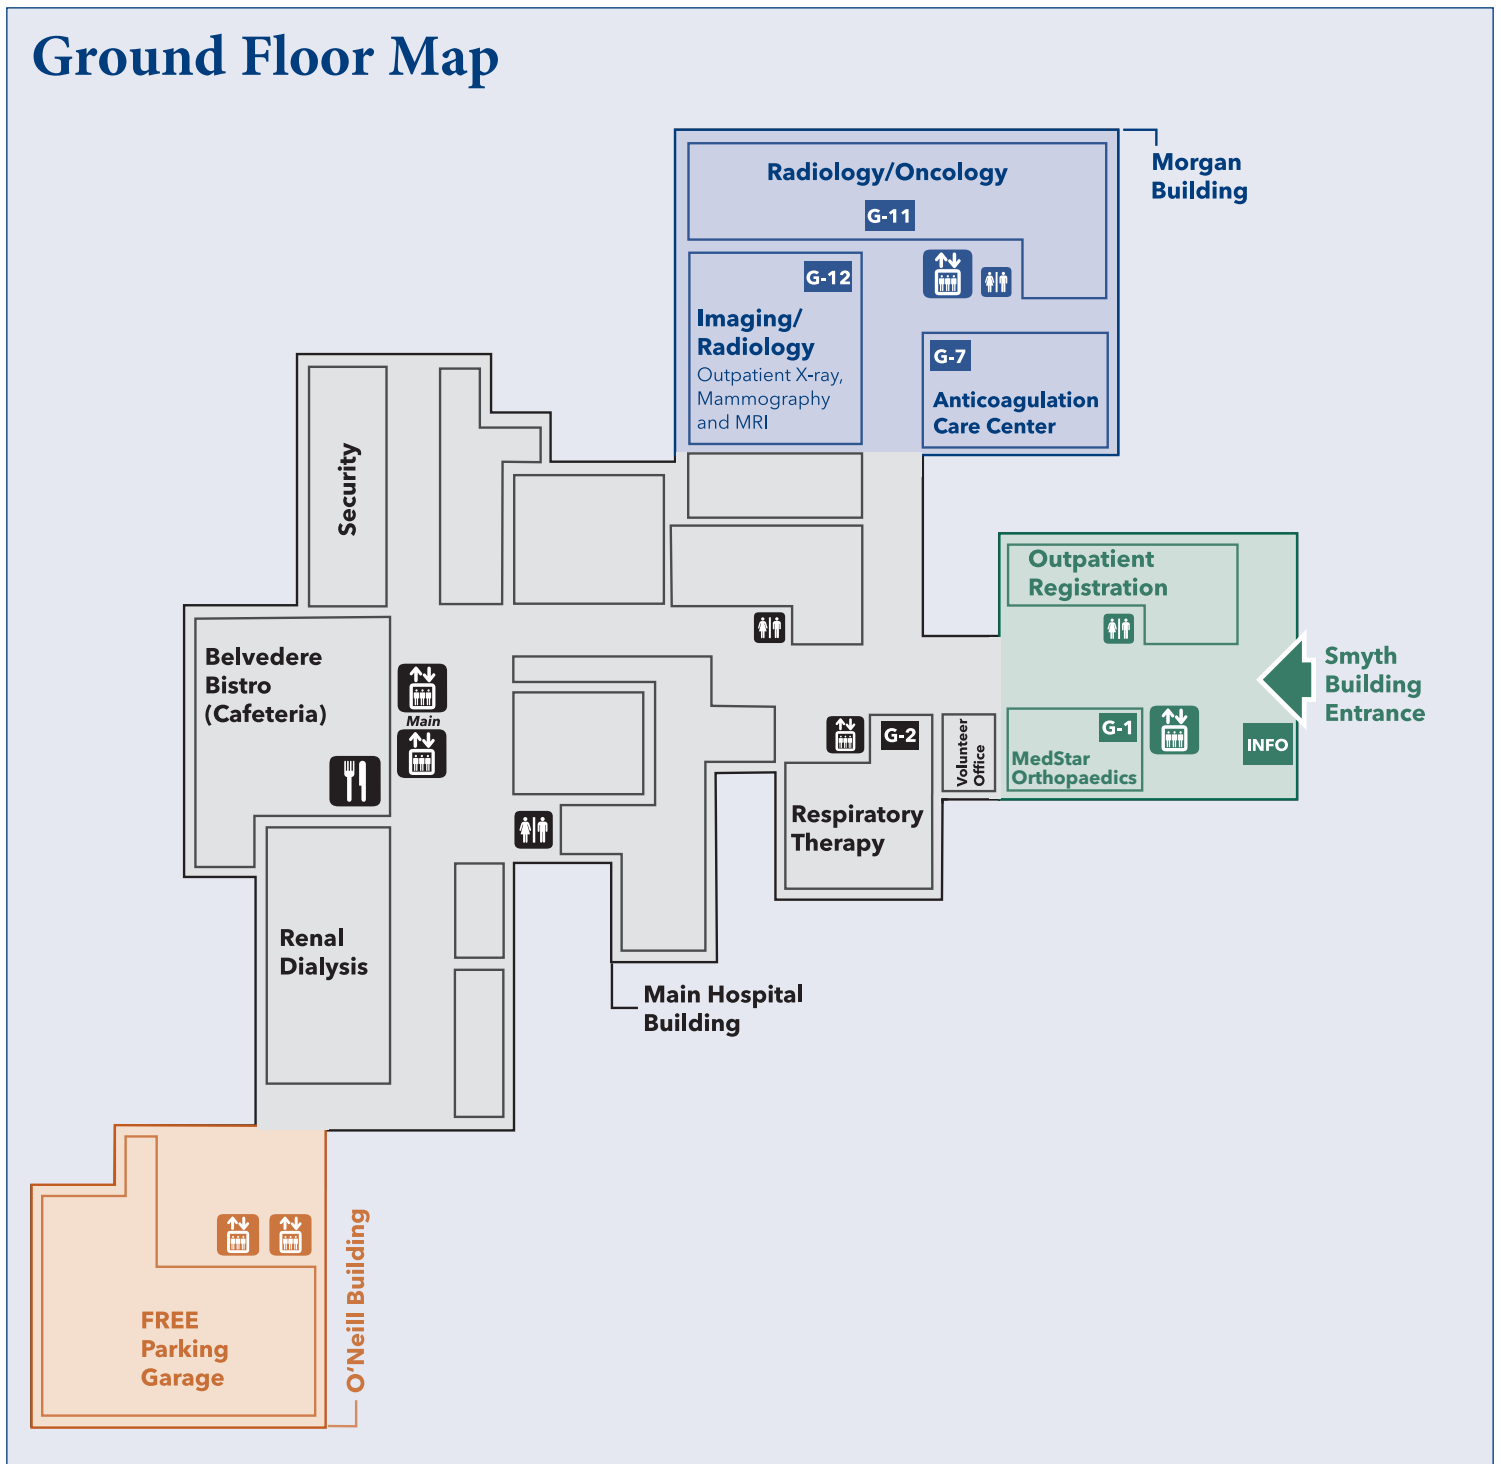 Ground Floor Map
Morgan
Building
Radiology/Oncology
G-11
G-12
Imaging/
Radiology
Outpatient X-ray,
Mammography
and MRI
G-7
Anticoagulation
Care Center
Security
Outpatient
Registration
Smyth
Building
Entrance
INFO
G-1
MedStar
Orthopaedics
Volunteer
Office
G-2
Respiratory
Therapy
Belvedere
Bistro
(Cafeteria)
Main
Renal
Dialysis
Main Hospital
Building
FREE
Parking
Garage
O'Neill Building